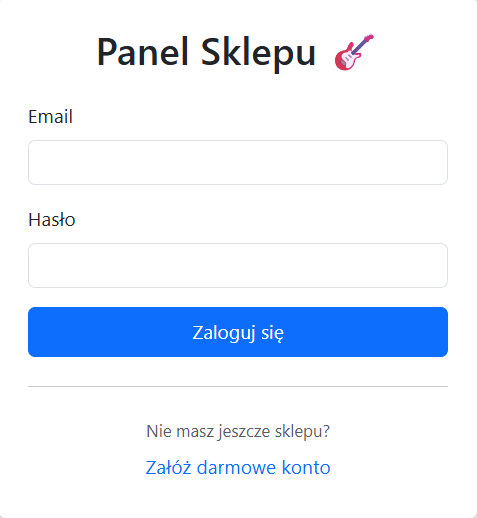 Panel Sklepu 🎸
Email
Hasło
Zaloguj się
Nie masz jeszcze sklepu?
Załóż darmowe konto